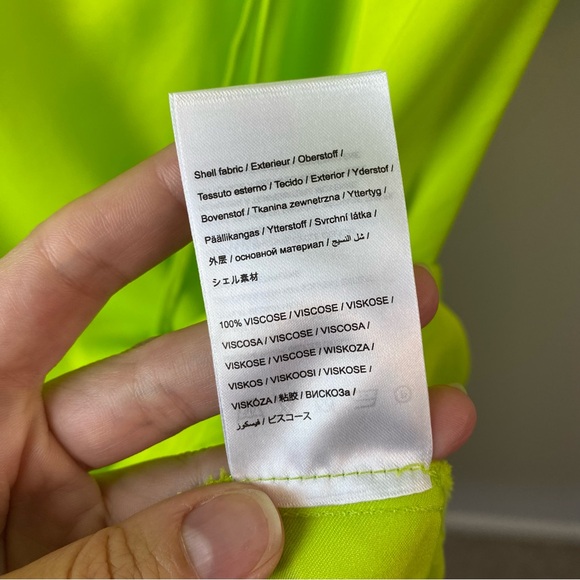 Shell fabric / Exterieur / Oberstoff /
Tessuto esterno / Tecido / Exterior / Yderstof /
Bovenstof / Tkanina zewnętrzna / Yttertyg /
Päällikangas / Ytterstoff / Svrchní látka /
外层 / основной материал / شل النسيج /
シェル素材
100% VISCOSE / VISCOSE / VISKOSE /
VISCOSA / VISCOSE / VISCOSA /
VISKOSE / VISCOSE / WISKOZA /
VISKOS / VISKOOSI / VISKOSE /
VISKÓZA / 粘胶 / ВИСКОЗа /
فيسكوز / ビスコース